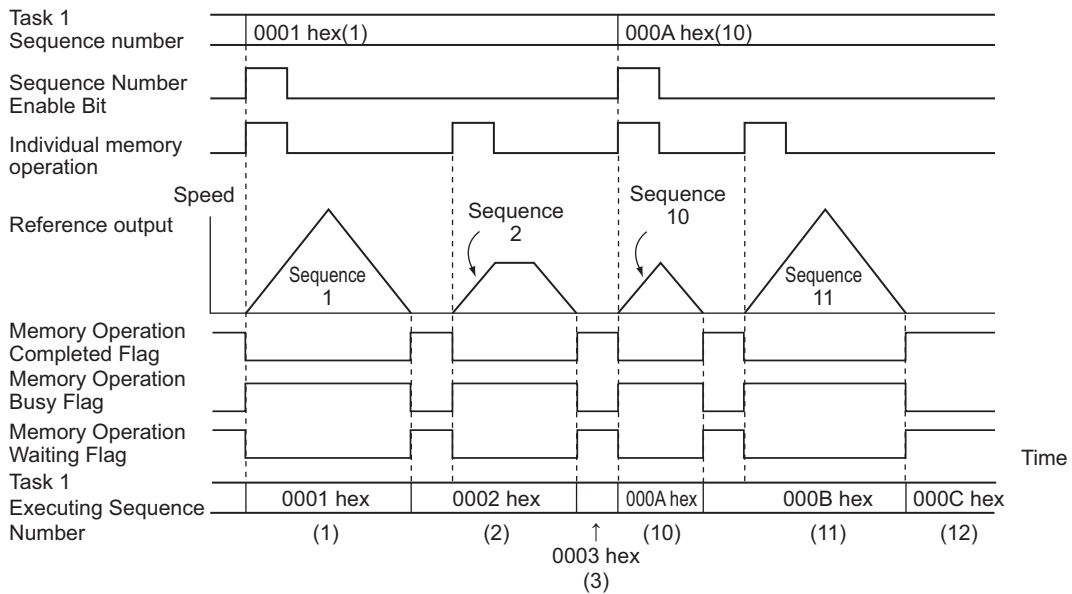 Task 1
Sequence number
0001 hex(1)
000A hex(10)
Sequence Number
Enable Bit
Individual memory
operation
Speed
Reference output
Sequence
1
Sequence
2
Sequence
10
Sequence
11
Memory Operation
Completed Flag
Memory Operation
Busy Flag
Memory Operation
Waiting Flag
Time
Task 1
Executing Sequence
Number
0001 hex
(1)
0002 hex
(2)
↑
0003 hex
(3)
000A hex
(10)
000B hex
(11)
000C hex
(12)